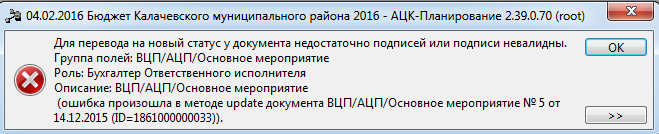 04.02.2016 Бюджет Калачевского муниципального района 2016 - АЦК-Планирование 2.39.0.70 (root)
Для перевода на новый статус у документа недостаточно подписей или подписи невалидны.
Группа полей: ВЦП/АЦП/Основное мероприятие
Роль: Бухгалтер Ответственного исполнителя
Описание: ВЦП/АЦП/Основное мероприятие
(ошибка произошла в методе update документа ВЦП/АЦП/Основное мероприятие № 5 от
14.12.2015 (ID=1861000000033)).
OK
>>